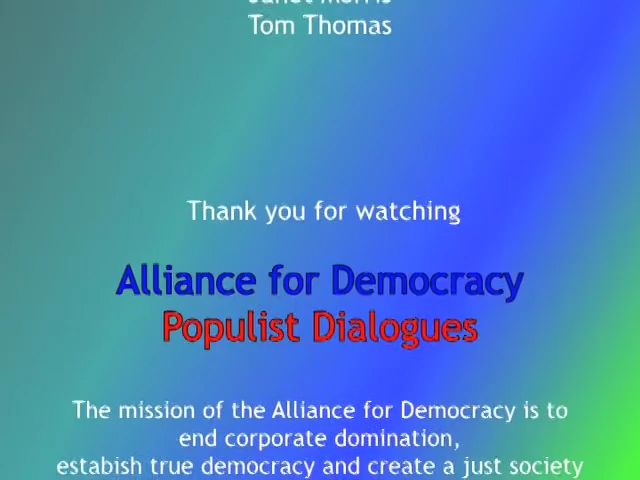 Tom Thomas
Thank you for watching
Alliance for Democracy
Populist Dialogues
The mission of the Alliance for Democracy is to
end corporate domination,
estabish true democracy and create a just society